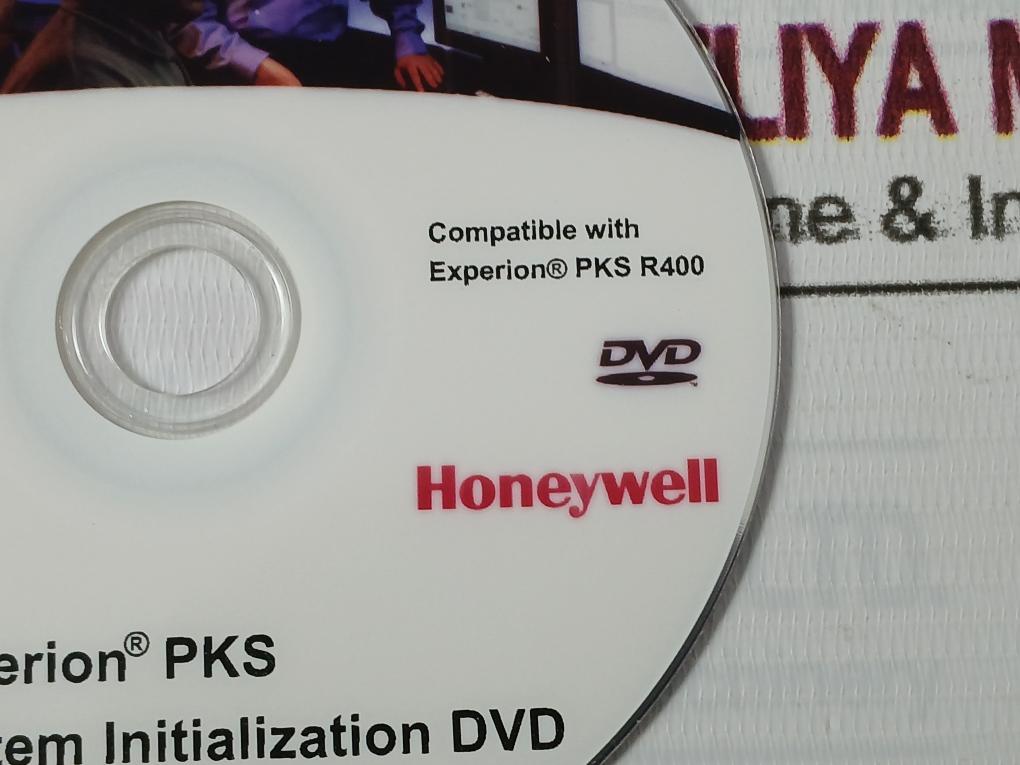 LIYA M
ne & In
Compatible with
Experion® PKS R400
DVD
Honeywell
erion® PKS
tem Initialization DVD